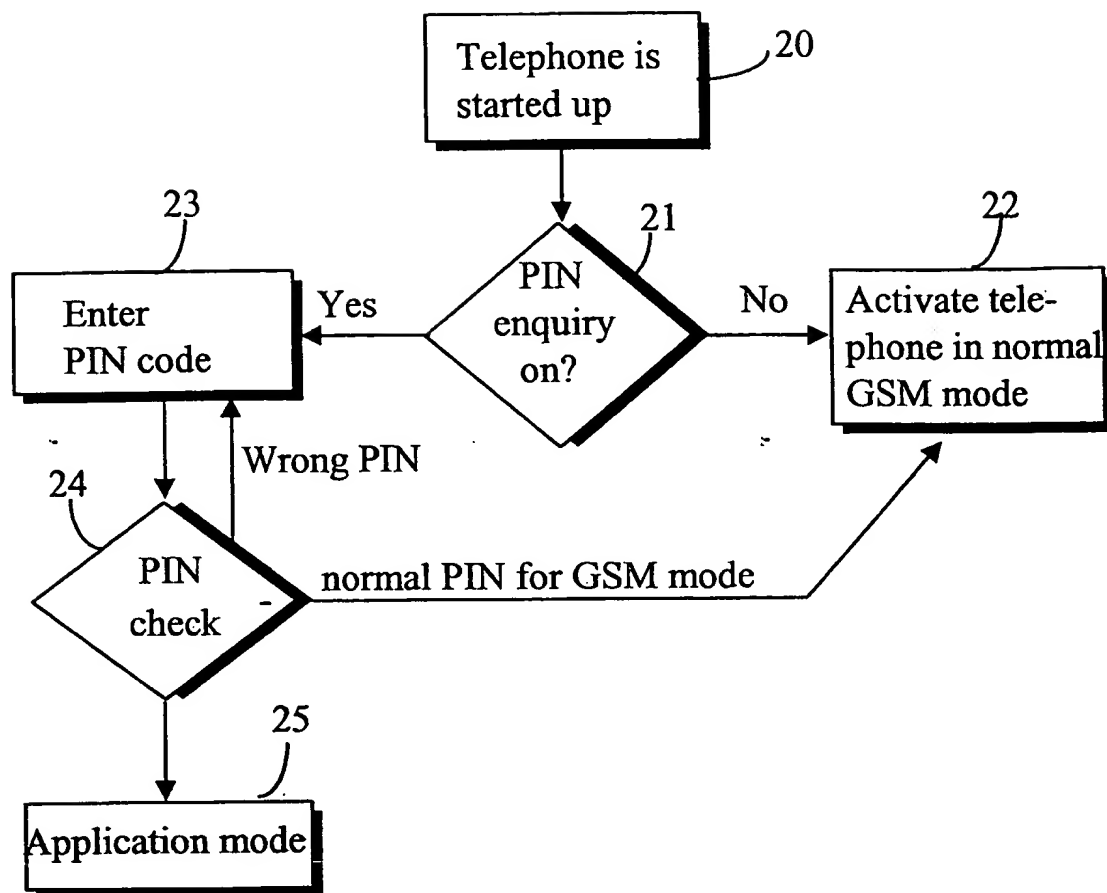 Telephone is
started up
20
23
21
22
PIN
enquiry
on?
Yes
No
Enter
PIN code
Activate tele-
phone in normal
GSM mode
Wrong PIN
24
PIN
check
normal PIN for GSM mode
25
Application mode